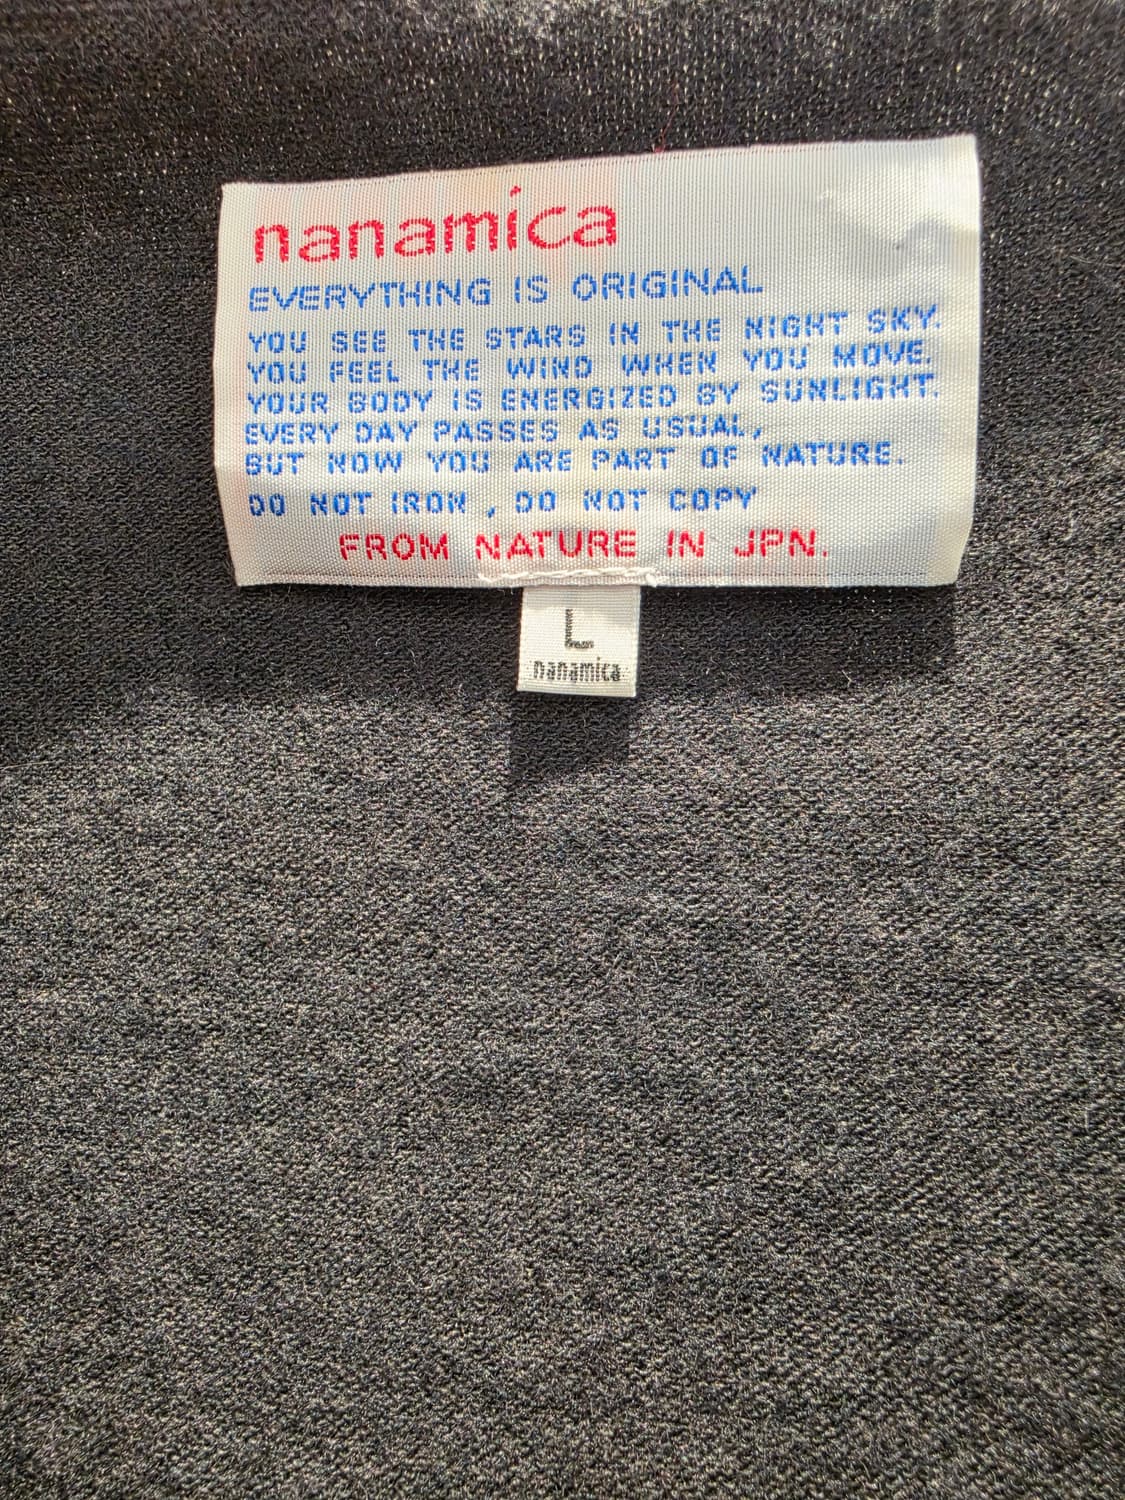 nanamica
EVERYTHING IS ORIGINAL
YOU SEE THE STARS IN THE NIGHT SKY.
YOU FEEL THE WIND WHEN YOU MOVE.
YOUR BODY IS ENERGIZED BY SUNLIGHT.
EVERY DAY PASSES AS USUAL,
BUT NOW YOU ARE PART OF NATURE.
DO NOT IRON , DO NOT COPY
FROM NATURE IN JPN.
L
nanamica